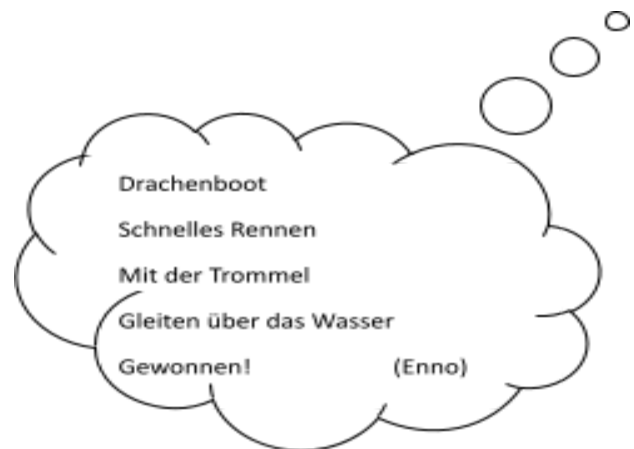 Drachenboot
Schnelles Rennen
Mit der Trommel
Gleiten über das Wasser
Gewonnen! (Enno)